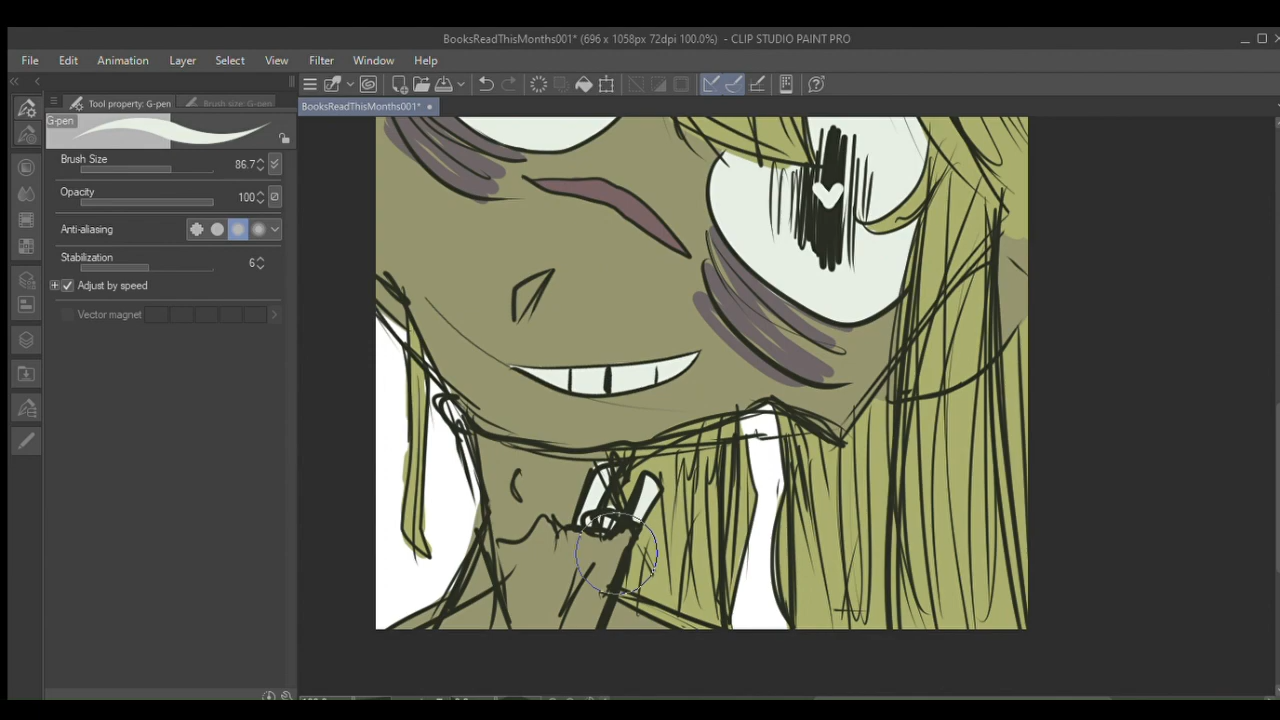 BooksReadThisMonths001* (696 x 1058px 72dpi 100.0%) - CLIP STUDIO PAINT PRO
File Edit Animation Layer Select View Filter Window Help
Tool property: G-pen Brush size: G-pen
BooksReadThisMonths001*
G-pen
Brush Size 86.7
Opacity 100
Anti-aliasing
Stabilization 6
Adjust by speed
Vector magnet